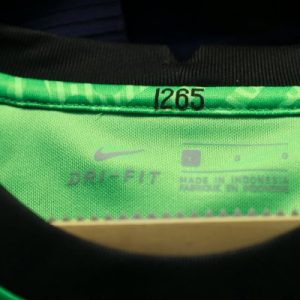 1265
DRI-FIT
MADE IN INDONESIA
FABRIQUÉ EN INDONÉSIE